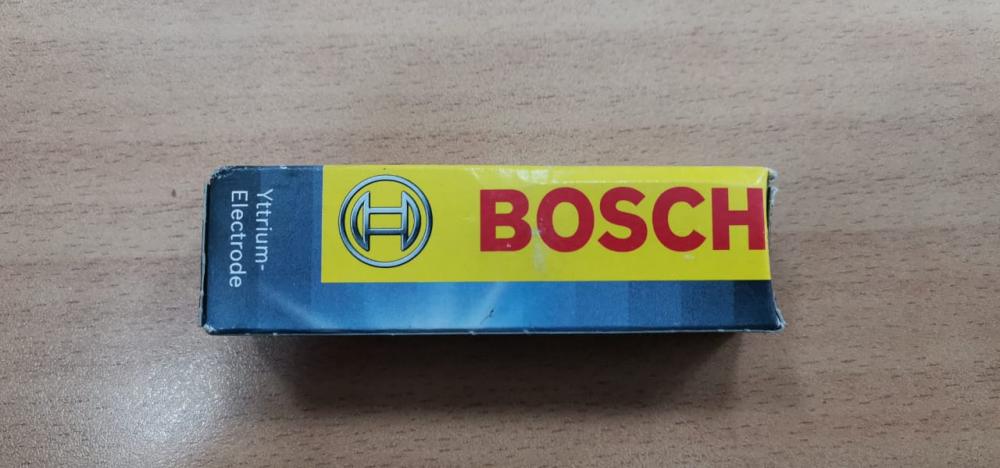 Yttrium-
Electrode
BOSCH